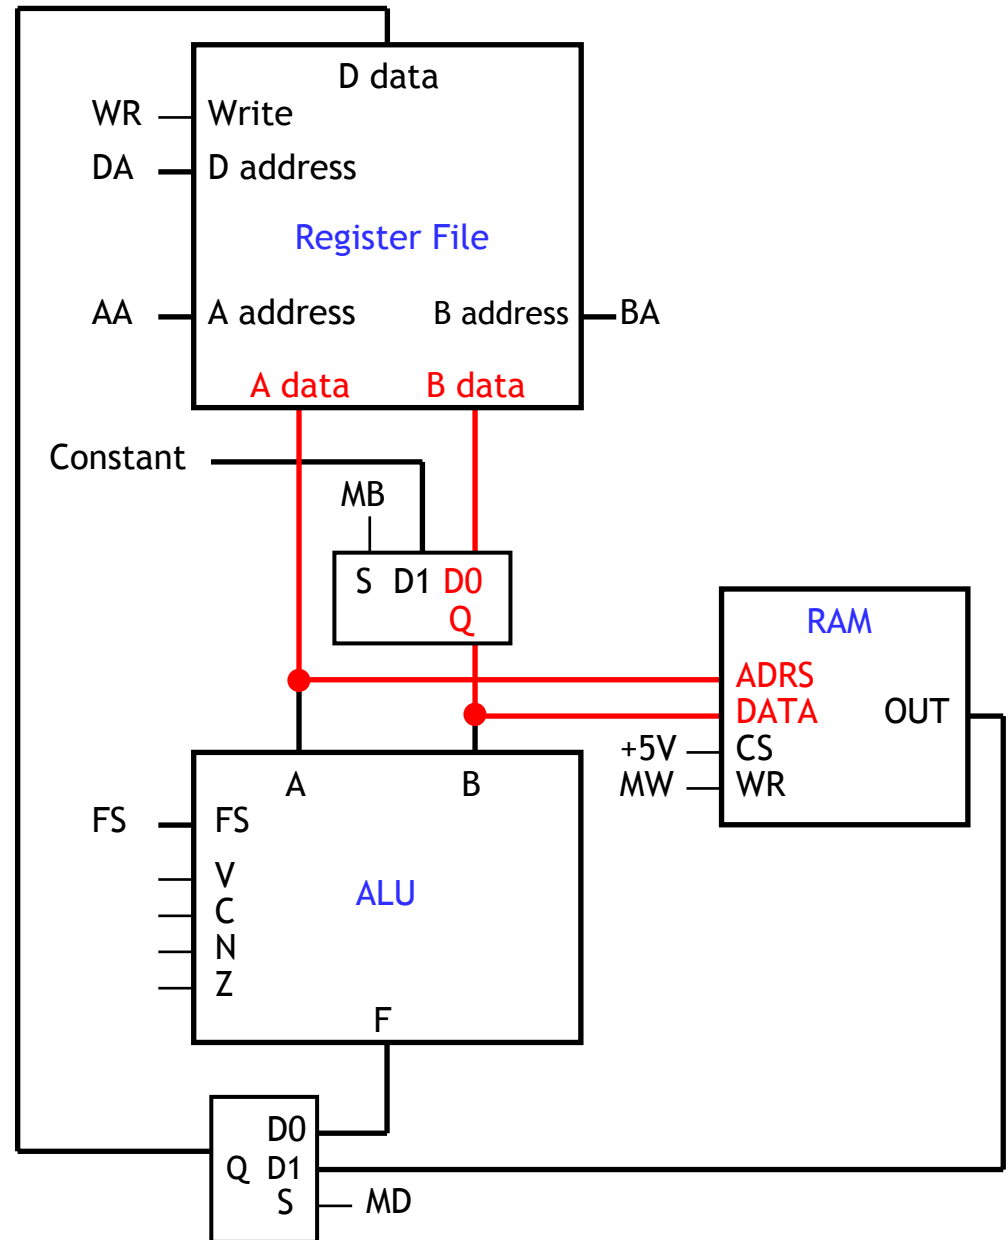 D data
WR Write
DA D address
Register File
AA A address B address BA
A data B data
Constant
MB
S D1 D0
Q
RAM
ADRS
DATA OUT
+5V CS
MW WR
A B
FS FS
V
ALU
C
N
Z
F
D0
Q D1
S MD